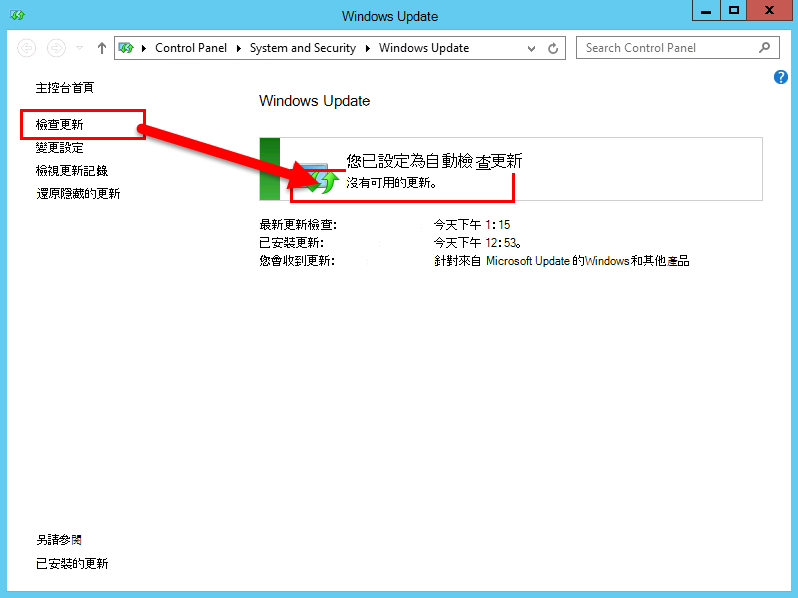 Windows Update
Control Panel
System and Security
Windows Update
Search Control Panel
?
主控台首頁
檢查更新
變更設定
檢視更新記錄
還原隱藏的更新
Windows Update
您已設定為自動檢查更新
沒有可用的更新。
最新更新檢查: 今天下午 1:15
已安裝更新: 今天下午 12:53。
您會收到更新: 針對來自 Microsoft Update 的Windows和其他產品
另請參閱
已安裝的更新